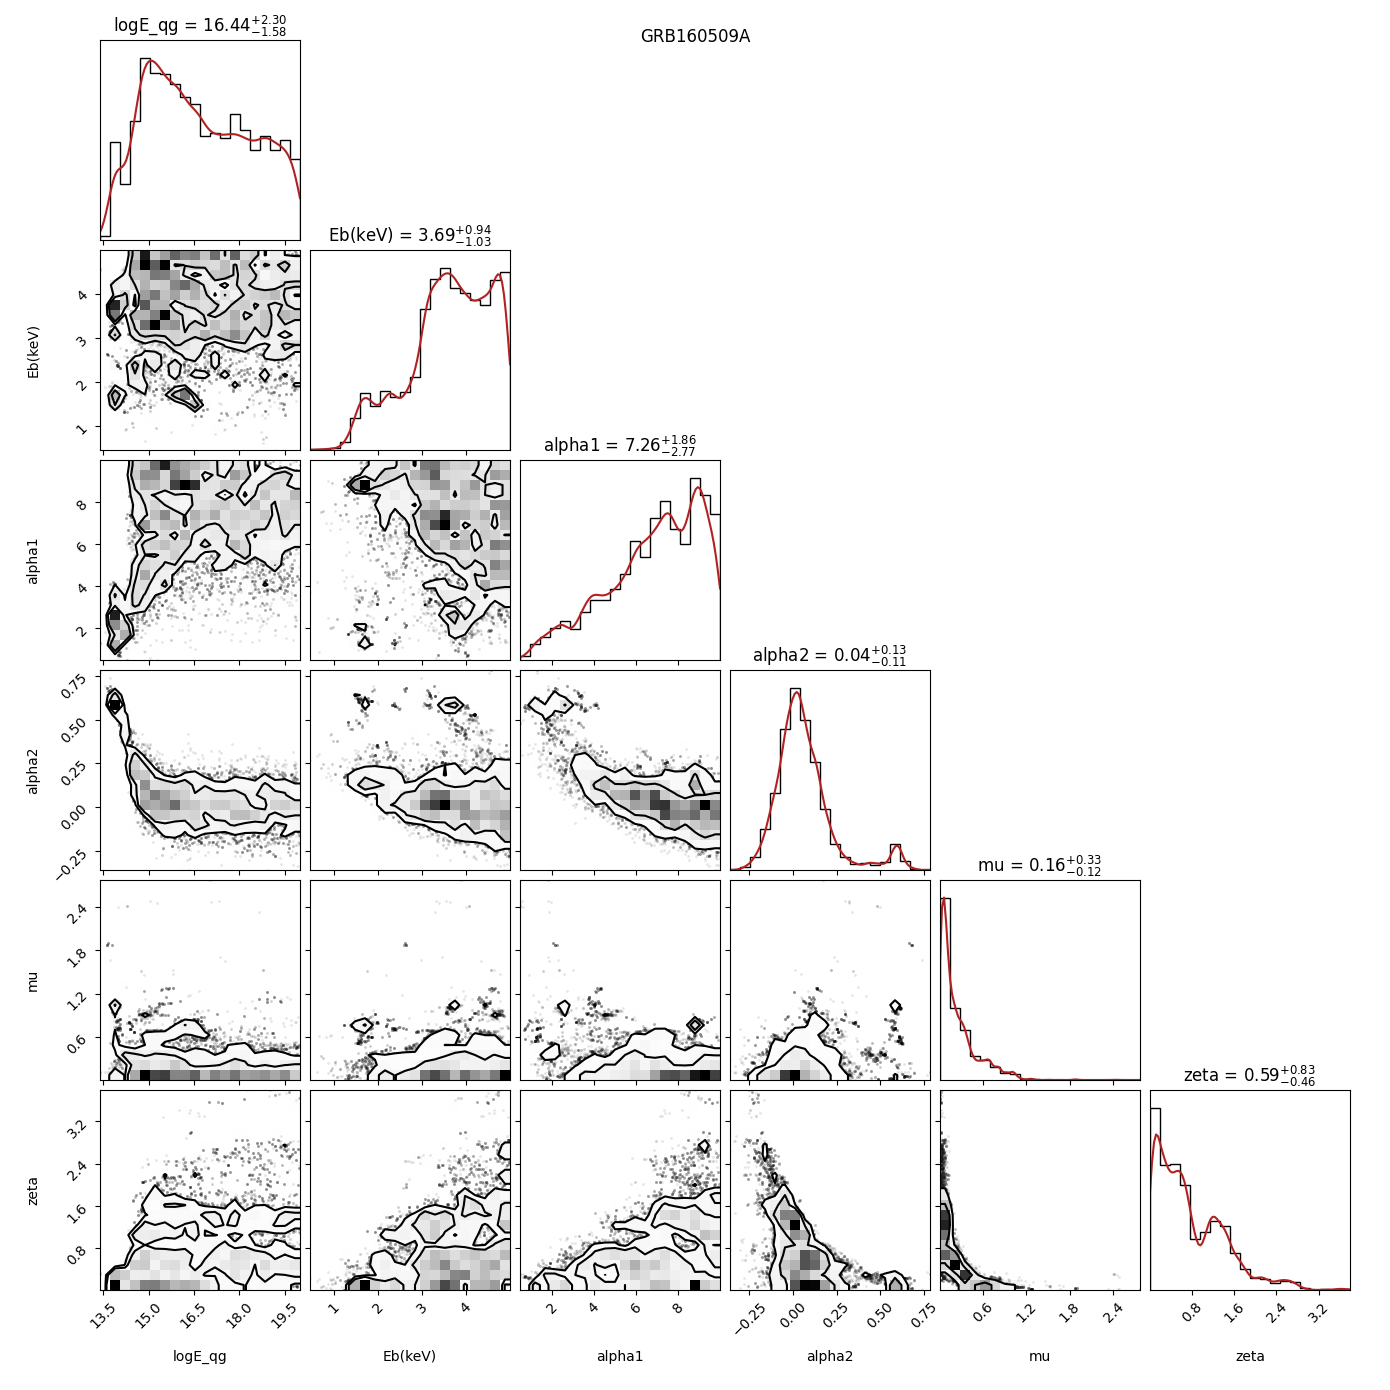 GRB160509A
logE_qg = 16.44+2.30−1.58
Eb(keV) = 3.69+0.94−1.03
alpha1 = 7.26+1.86−2.77
alpha2 = 0.04+0.13−0.11
mu = 0.16+0.33−0.12
zeta = 0.59+0.83−0.46
Eb(keV)
4
3
2
1
alpha1
8
6
4
2
alpha2
0.75
0.50
0.25
0.00
−0.25
mu
2.4
1.8
1.2
0.6
zeta
3.2
2.4
1.6
0.8
13.5 15.0 16.5 18.0 19.5
1 2 3 4
2 4 6 8
−0.25 0.00 0.25 0.50 0.75
0.6 1.2 1.8 2.4
0.8 1.6 2.4 3.2
logE_qg Eb(keV) alpha1 alpha2 mu zeta